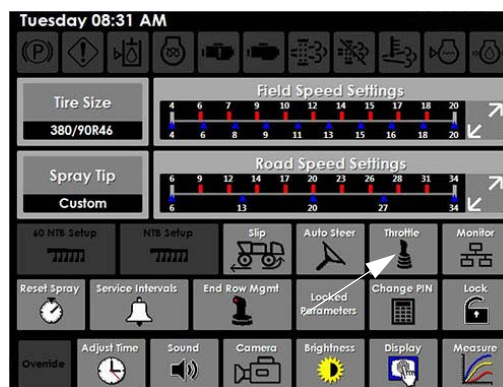 Tuesday 08:31 AM
Tire Size
380/90R46
Field Speed Settings
4 6 7 9 10 12 14 15 17 18 20
4 6 8 9 11 13 15 16 18 20
Spray Tip
Custom
Road Speed Settings
6 9 12 14 17 20 23 26 28 31 34
6 13 20 27 34
60 NTB Setup
NTB Setup
Slip
Auto Steer
Throttle
Monitor
Reset Spray
Service Intervals
End Row Mgmt
Locked
Parameters
Change PIN
Lock
Override
Adjust Time
Sound
Camera
Brightness
Display
Measure